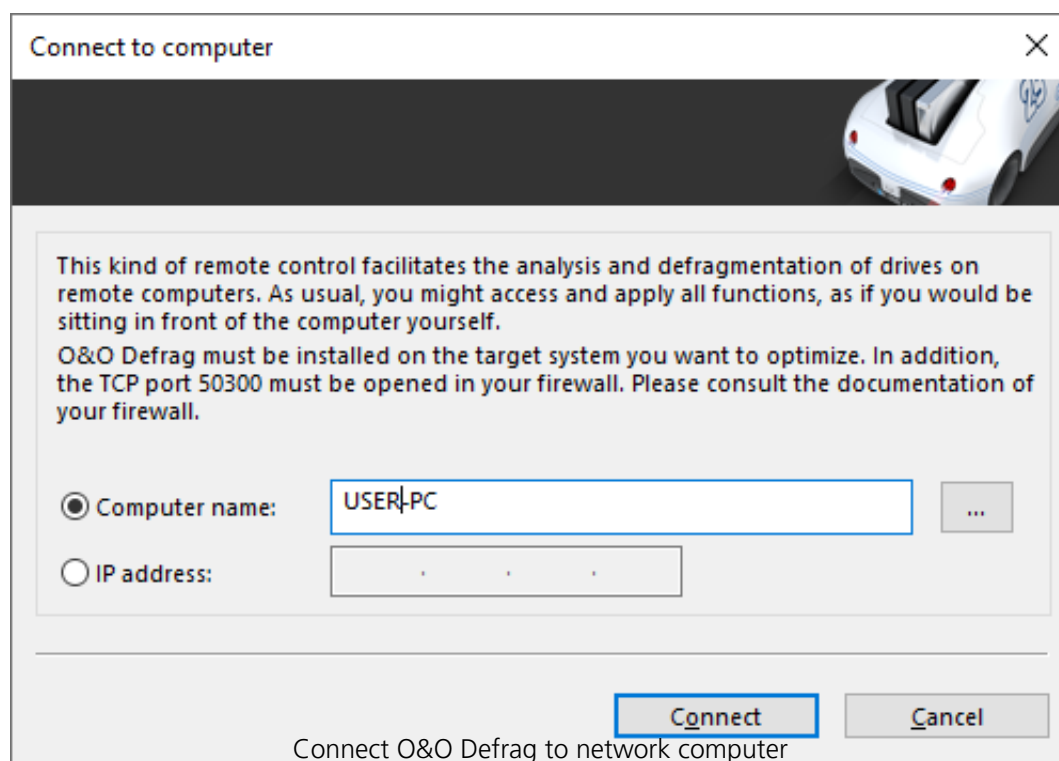 Connect to computer
This kind of remote control facilitates the analysis and defragmentation of drives on
remote computers. As usual, you might access and apply all functions, as if you would be
sitting in front of the computer yourself.
O&O Defrag must be installed on the target system you want to optimize. In addition,
the TCP port 50300 must be opened in your firewall. Please consult the documentation of
your firewall.
Computer name: USER-PC ...
IP address: . . .
Connect Cancel
Connect O&O Defrag to network computer